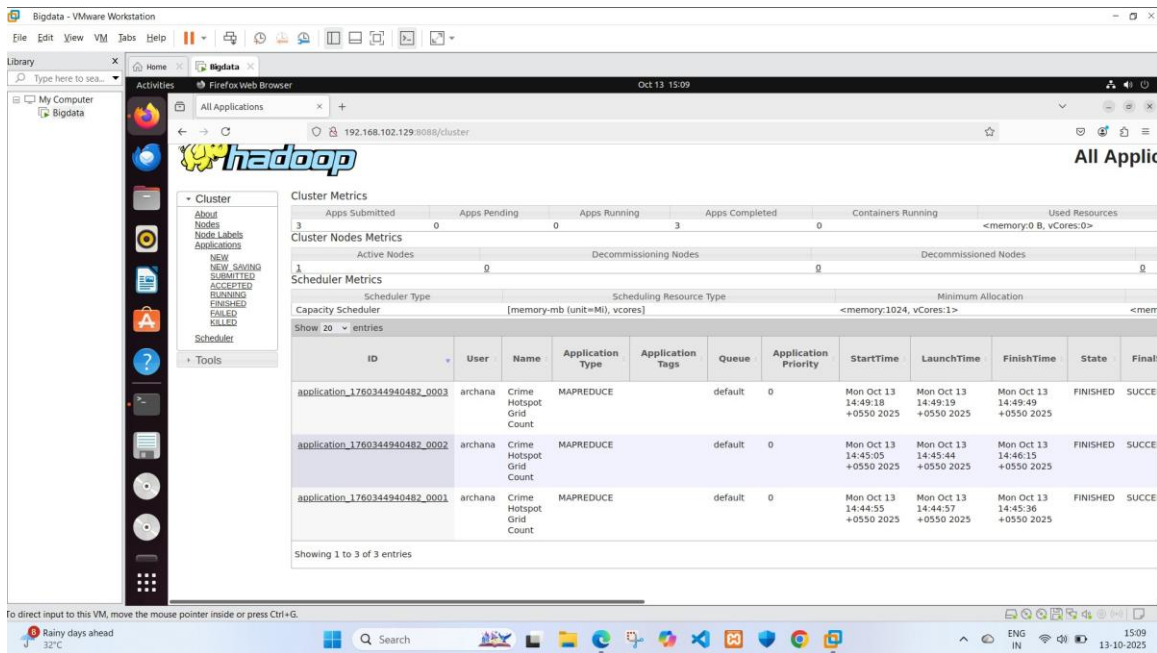 Bigdata - VMware Workstation
File Edit View VM Tabs Help
Library
Home
Bigdata
Type here to sea...
Activities
Firefox Web Browser
Oct 13 15:09
My Computer
Bigdata
All Applications
192.168.102.129:8088/cluster
hadoop
All Applic
Cluster
About
Nodes
Node Labels
Applications
NEW
NEW_SAVING
SUBMITTED
ACCEPTED
RUNNING
FINISHED
FAILED
KILLED
Scheduler
Tools
Cluster Metrics
Apps Submitted Apps Pending Apps Running Apps Completed Containers Running Used Resources
3 0 0 3 0 <memory:0 B, vCores:0>
Cluster Nodes Metrics
Active Nodes Decommissioning Nodes Decommissioned Nodes
1 0 0 0 0
Scheduler Metrics
Scheduler Type Scheduling Resource Type Minimum Allocation
Capacity Scheduler [memory-mb (unit=Mi), vcores] <memory:1024, vCores:1> <mem
Show 20 entries
ID User Name Application Type Application Tags Queue Application Priority StartTime LaunchTime FinishTime State Final
application_1760344940482_0003 archana Crime Hotspot Grid Count MAPREDUCE default 0 Mon Oct 13 14:49:18 +0550 2025 Mon Oct 13 14:49:19 +0550 2025 Mon Oct 13 14:49:49 +0550 2025 FINISHED SUCCE
application_1760344940482_0002 archana Crime Hotspot Grid Count MAPREDUCE default 0 Mon Oct 13 14:45:05 +0550 2025 Mon Oct 13 14:45:44 +0550 2025 Mon Oct 13 14:46:15 +0550 2025 FINISHED SUCCE
application_1760344940482_0001 archana Crime Hotspot Grid Count MAPREDUCE default 0 Mon Oct 13 14:44:55 +0550 2025 Mon Oct 13 14:44:57 +0550 2025 Mon Oct 13 14:45:36 +0550 2025 FINISHED SUCCE
Showing 1 to 3 of 3 entries
To direct input to this VM, move the mouse pointer inside or press Ctrl+G.
8
Rainy days ahead
32°C
Search
ENG
IN
15:09
13-10-2025